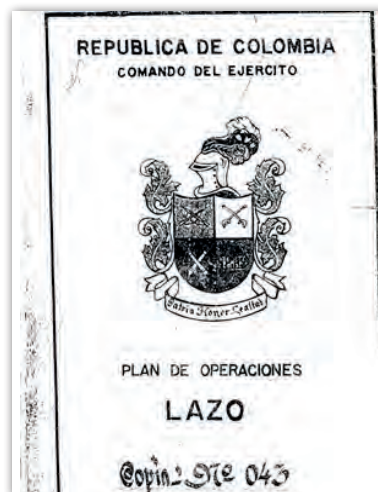 REPUBLICA DE COLOMBIA
COMANDO DEL EJERCITO
Patria Honor Lealtad
PLAN DE OPERACIONES
LAZO
Copia: Nº 043